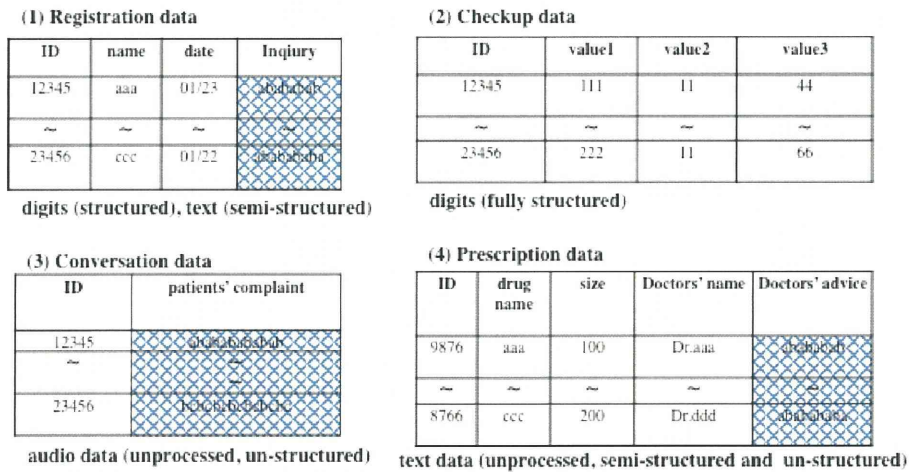 (1) Registration data
ID name date Inqiury
12345 aaa 01/23 abababab
~ ~ ~ ~
23456 ccc 01/22 ababababa
digits (structured), text (semi-structured)
(2) Checkup data
ID value1 value2 value3
12345 111 11 44
~ ~ ~ ~
23456 222 11 66
digits (fully structured)
(3) Conversation data
ID patients' complaint
12345
~ ~
~
23456
audio data (unprocessed, un-structured)
(4) Prescription data
ID drug name size Doctors' name Doctors' advice
9876 aaa 100 Dr.aaa abababab
~ ~ ~ ~ ~
8766 ccc 200 Dr.ddd
text data (unprocessed, semi-structured and un-structured)